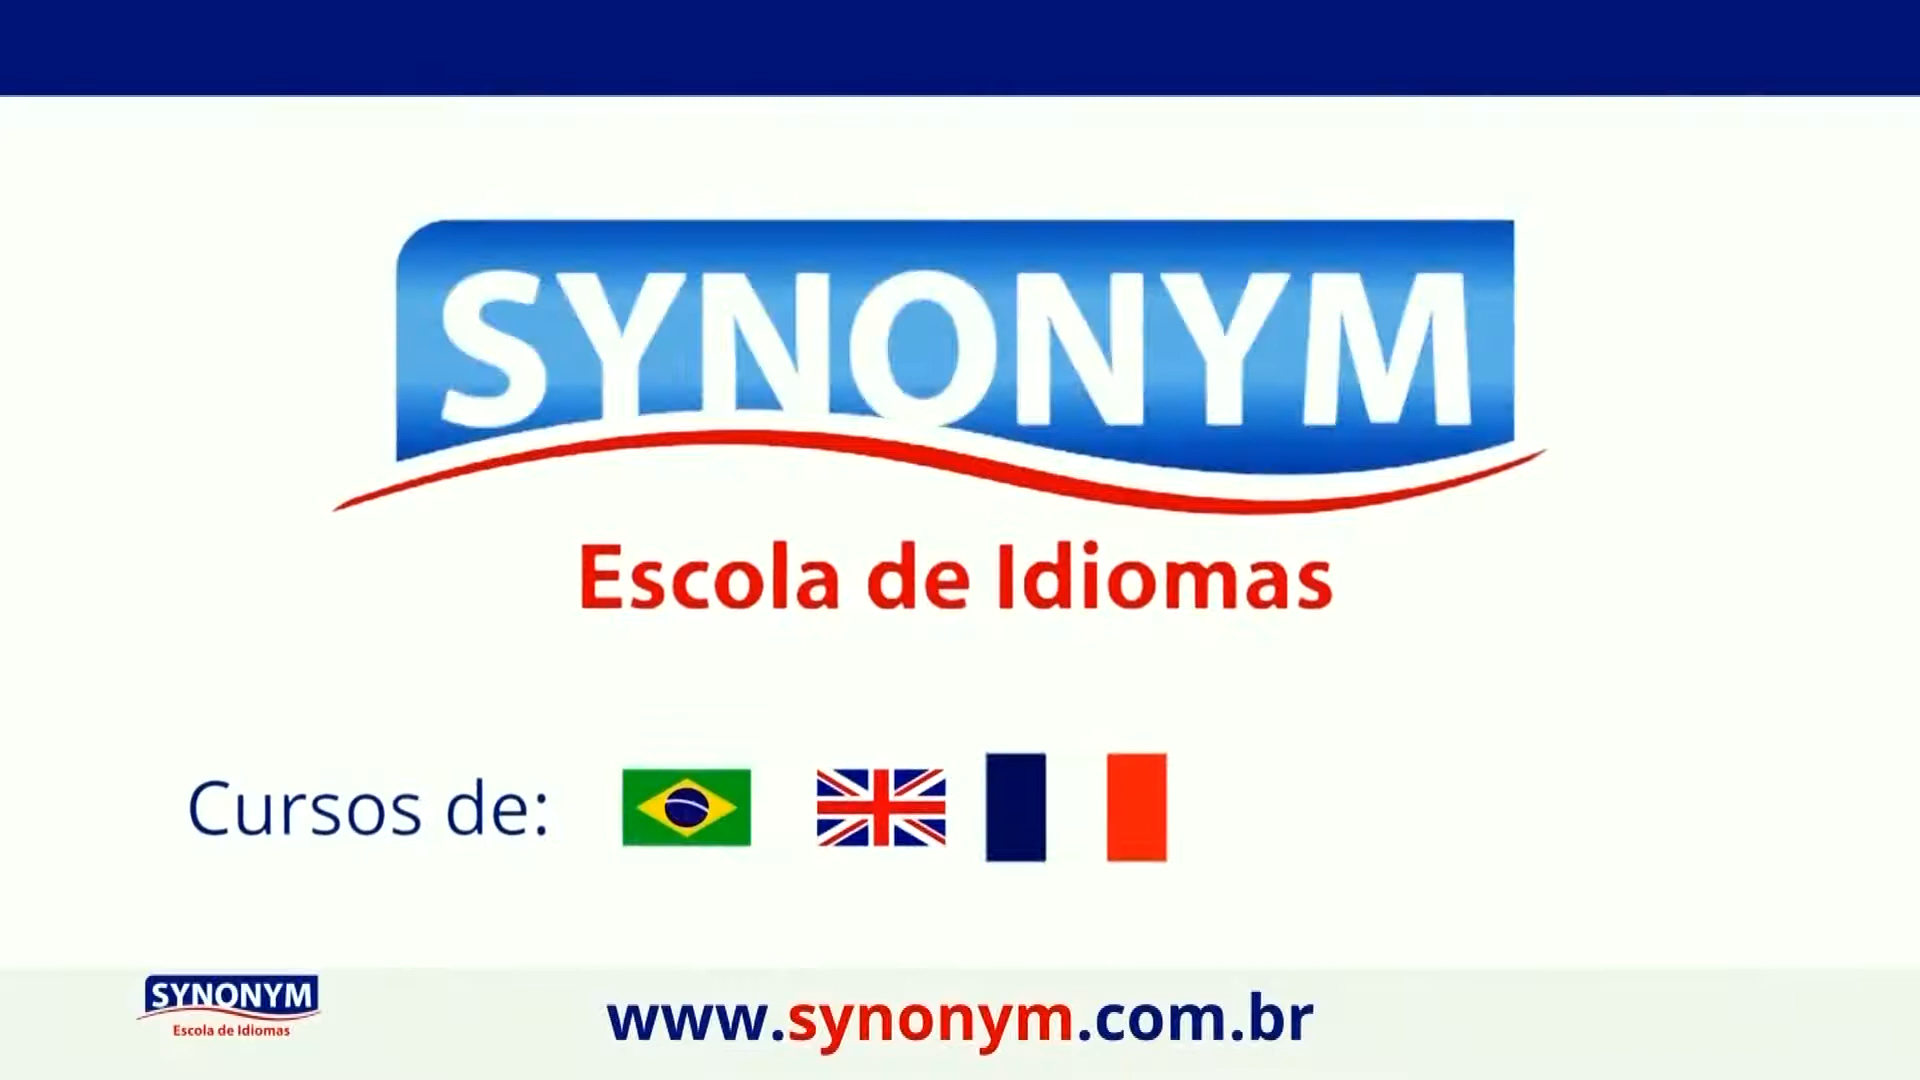 SYNONYM
Escola de Idiomas
Cursos de:
SYNONYM
Escola de Idiomas
www.synonym.com.br